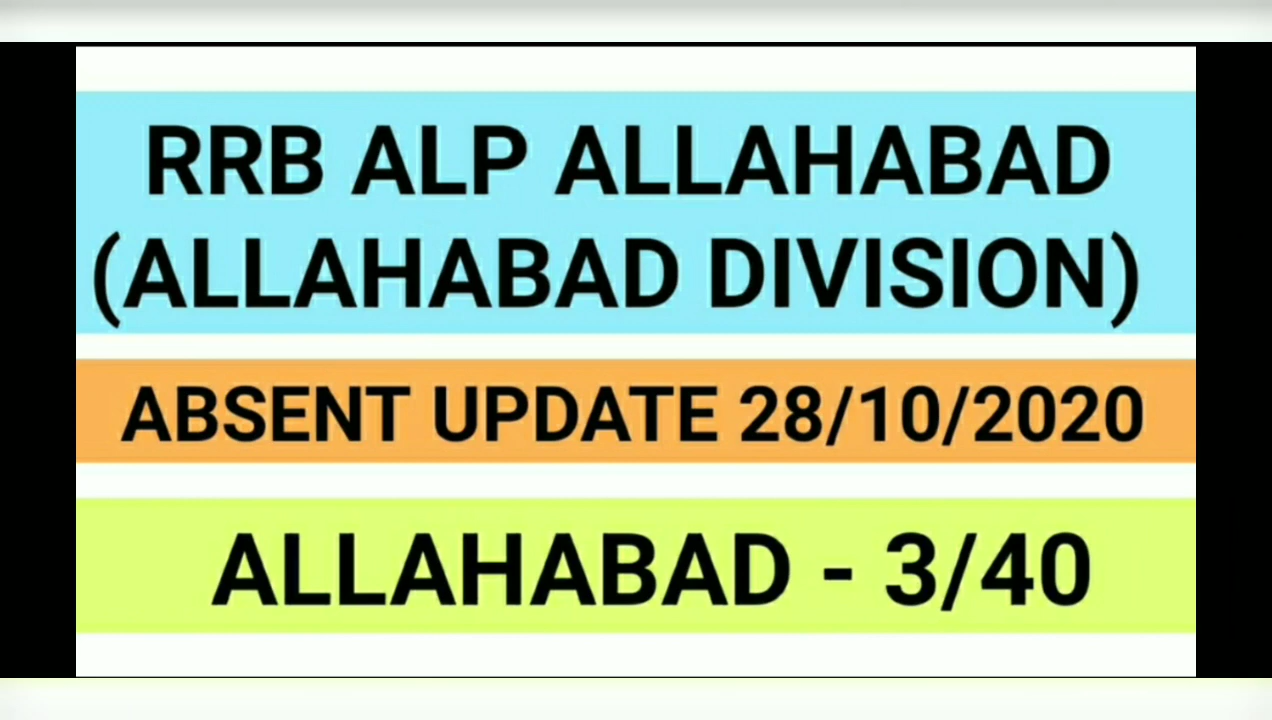 RRB ALP ALLAHABAD
(ALLAHABAD DIVISION)
ABSENT UPDATE 28/10/2020
ALLAHABAD - 3/40